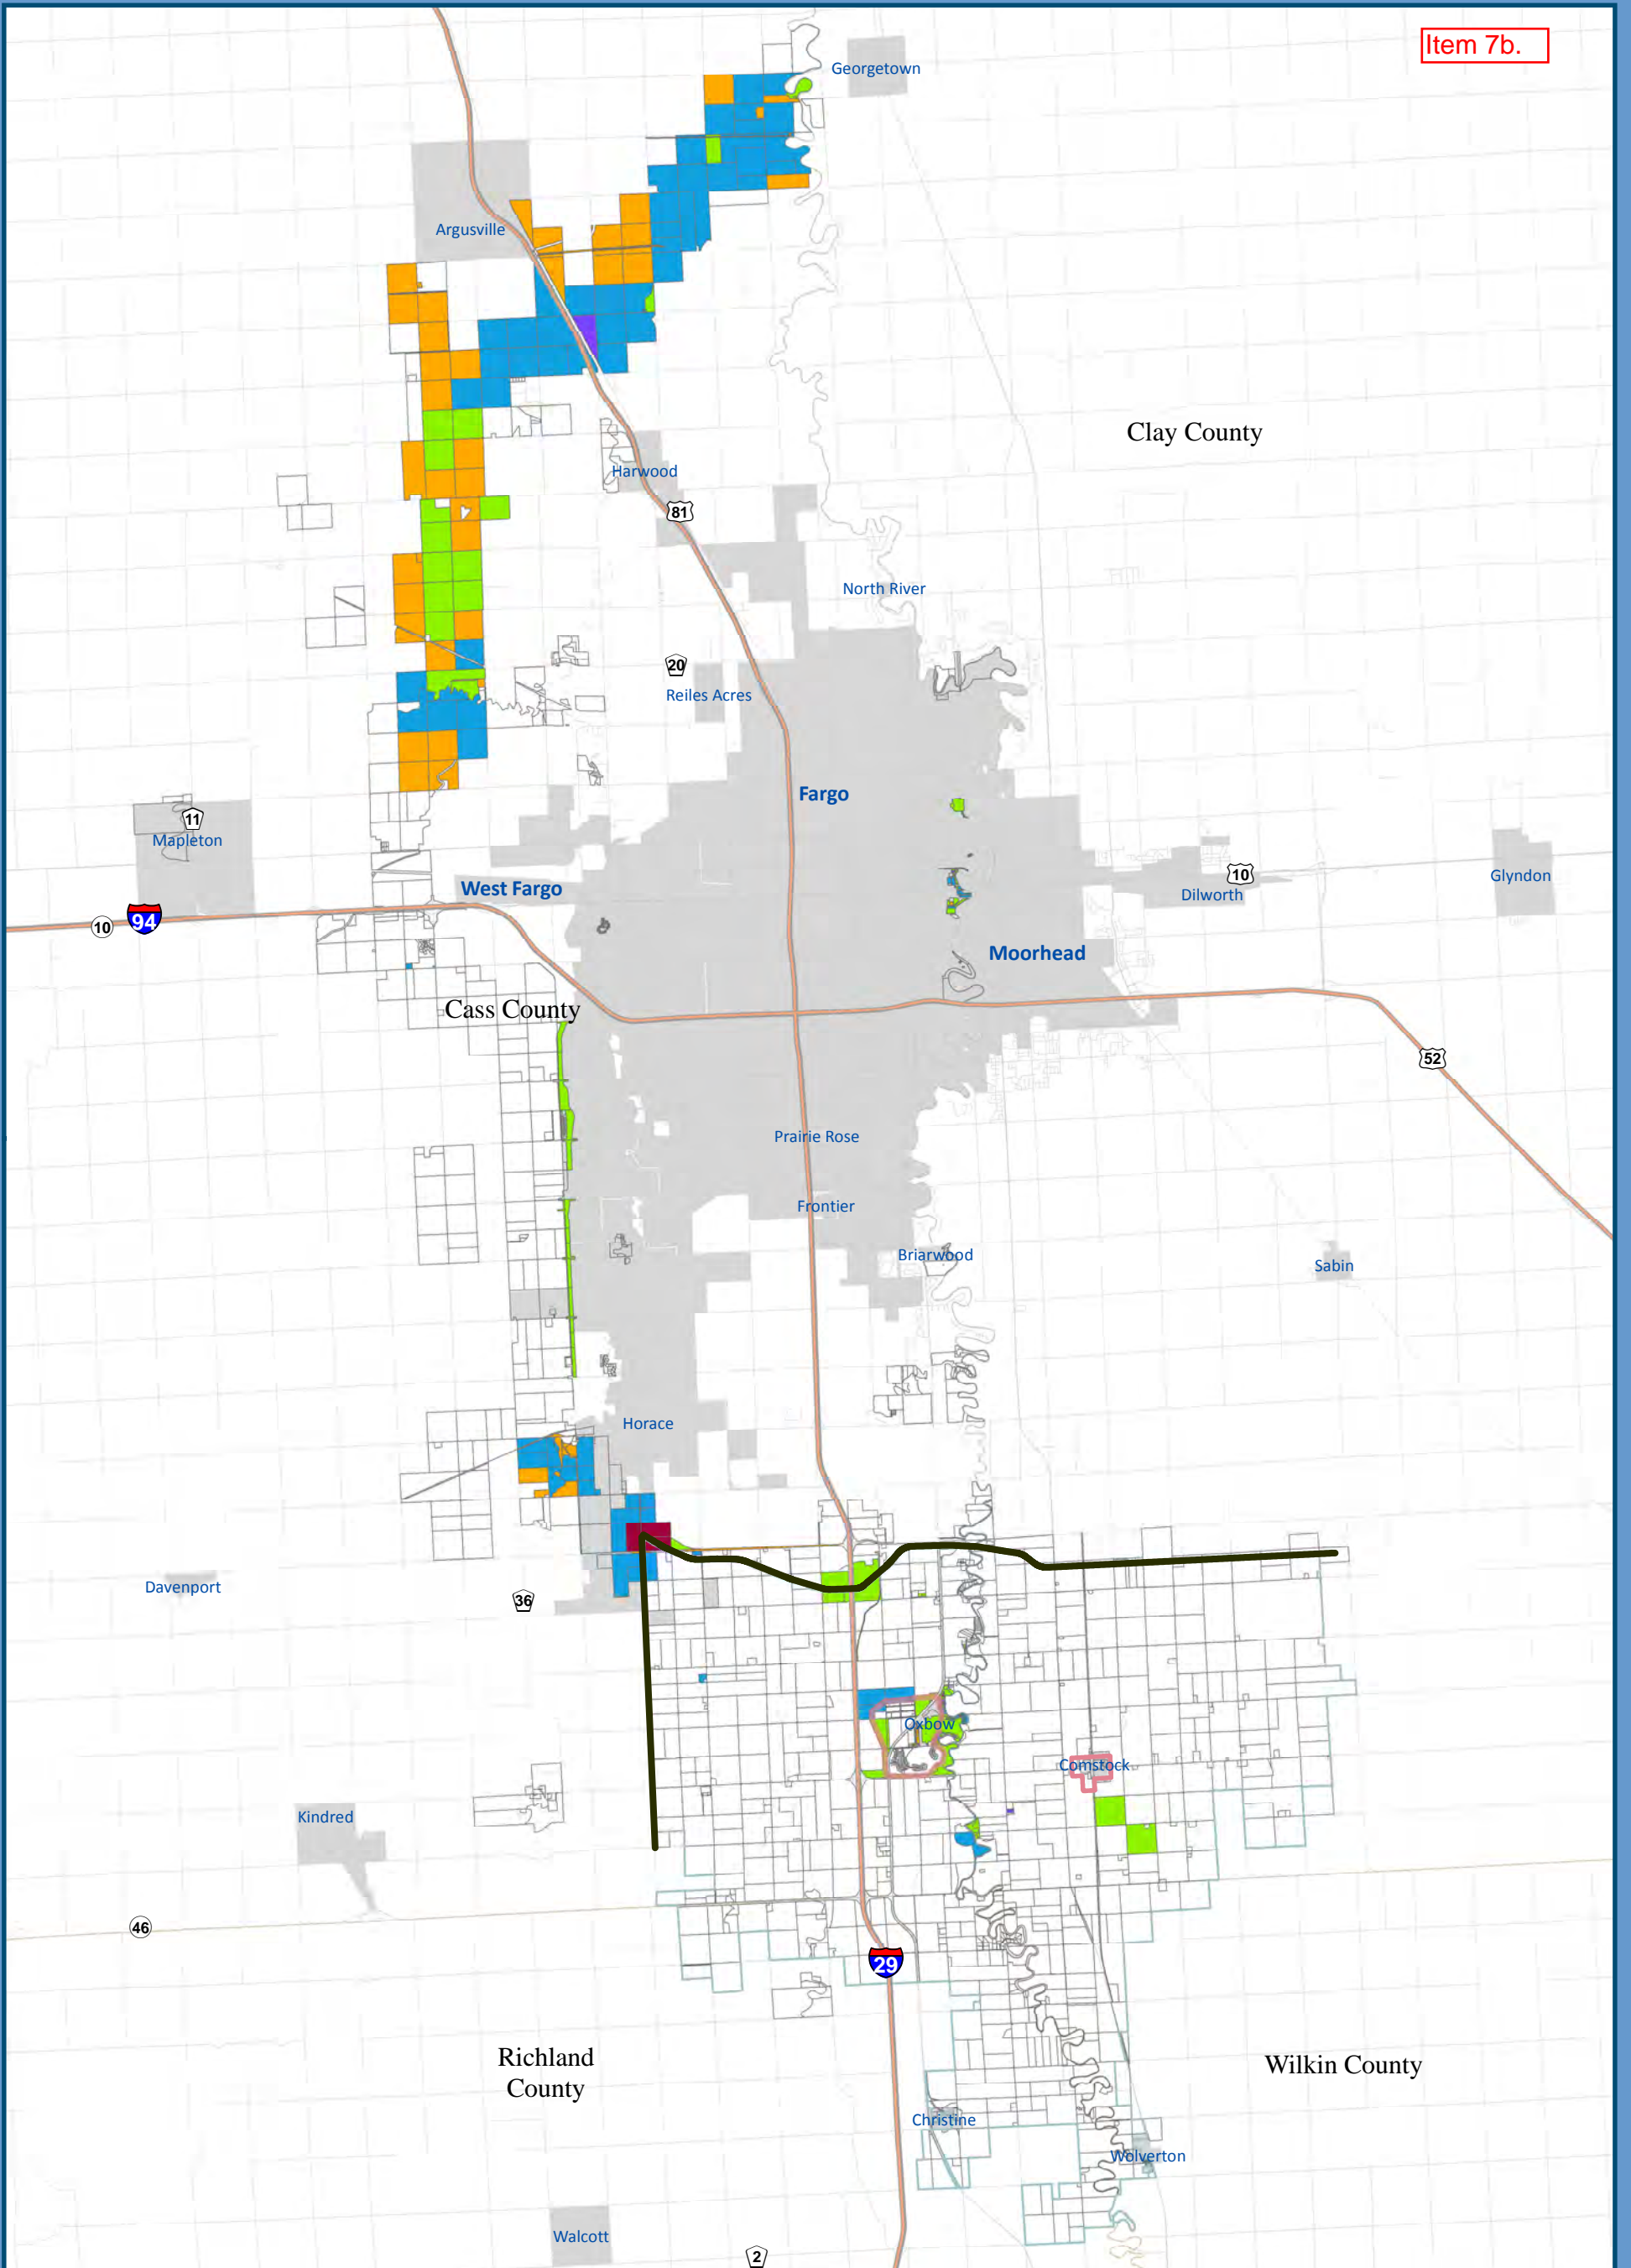 Item 7b.
Georgetown
Argusville
Clay County
Harwood
81
North River
20
Reiles Acres
Fargo
11
Mapleton
10
Glyndon
West Fargo
Dilworth
94
10
Moorhead
Cass County
52
Prairie Rose
Frontier
Briarwood
Sabin
Horace
Davenport
36
Oxbow
Comstock
Kindred
46
29
Richland
County
Wilkin County
Christine
Wolverton
Walcott
2